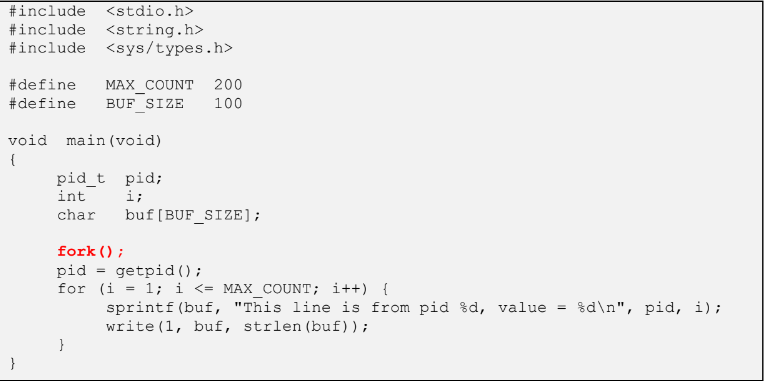 #include  <stdio.h>
#include  <string.h>
#include  <sys/types.h>

#define   MAX_COUNT  200
#define   BUF_SIZE   100

void  main(void)
{
     pid_t  pid;
     int    i;
     char   buf[BUF_SIZE];

     fork();
     pid = getpid();
     for (i = 1; i <= MAX_COUNT; i++) {
          sprintf(buf, "This line is from pid %d, value = %d\n", pid, i);
          write(1, buf, strlen(buf));
     }
}